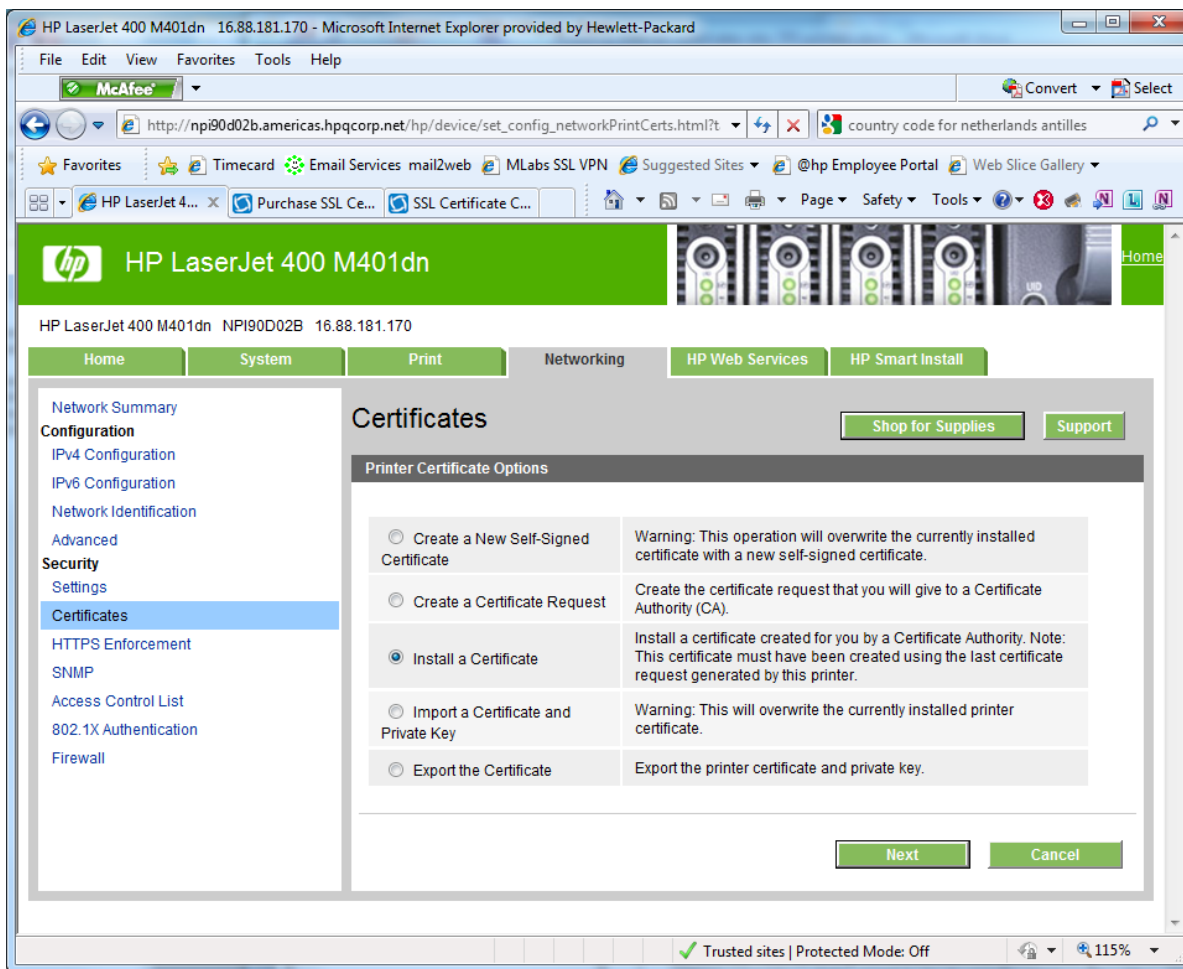 HP LaserJet 400 M401dn 16.88.181.170 - Microsoft Internet Explorer provided by Hewlett-Packard
File Edit View Favorites Tools Help
McAfee Convert Select
http://npi90d02b.americas.hpqcorp.net/hp/device/set_config_networkPrintCerts.html?t country code for netherlands antilles
Favorites Timecard Email Services mail2web MLabs SSL VPN Suggested Sites @hp Employee Portal Web Slice Gallery
HP LaserJet 4... Purchase SSL Ce... SSL Certificate C... Page Safety Tools
hp HP LaserJet 400 M401dn UID Home
HP LaserJet 400 M401dn NPI90D02B 16.88.181.170
Home System Print Networking HP Web Services HP Smart Install
Network Summary
Configuration
IPv4 Configuration
IPv6 Configuration
Network Identification
Advanced
Security
Settings
Certificates
HTTPS Enforcement
SNMP
Access Control List
802.1X Authentication
Firewall
Certificates
Shop for Supplies Support
Printer Certificate Options
Create a New Self-Signed
Certificate
Warning: This operation will overwrite the currently installed
certificate with a new self-signed certificate.
Create a Certificate Request
Create the certificate request that you will give to a Certificate
Authority (CA).
Install a Certificate
Install a certificate created for you by a Certificate Authority. Note:
This certificate must have been created using the last certificate
request generated by this printer.
Import a Certificate and
Private Key
Warning: This will overwrite the currently installed printer
certificate.
Export the Certificate
Export the printer certificate and private key.
Next Cancel
Trusted sites | Protected Mode: Off 115%